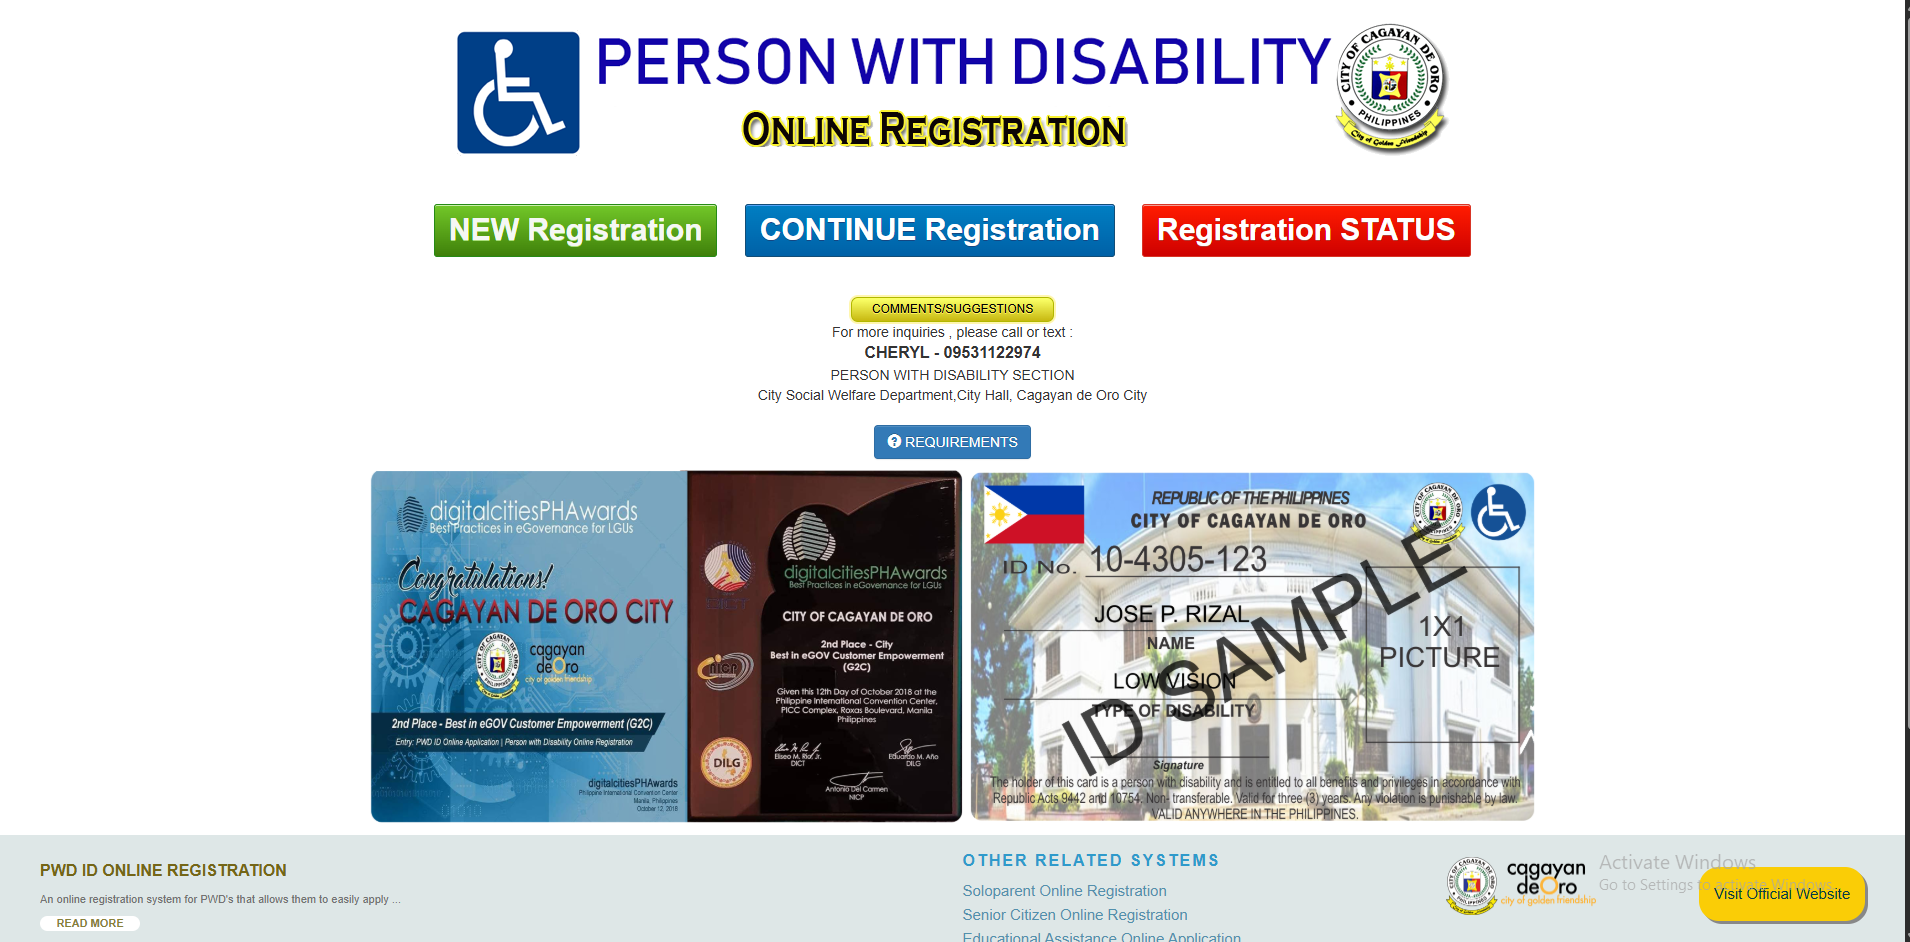 PERSON WITH DISABILITY
ONLINE REGISTRATION
CITY OF CAGAYAN DE ORO
PHILIPPINES
City of Golden Friendship
NEW Registration
CONTINUE Registration
Registration STATUS
COMMENTS/SUGGESTIONS
For more inquiries , please call or text :
CHERYL - 09531122974
PERSON WITH DISABILITY SECTION
City Social Welfare Department,City Hall, Cagayan de Oro City
? REQUIREMENTS
digitalcitiesPHAwards
Best Practices in eGovernance for LGUs
Congratulations!
CAGAYAN DE ORO CITY
cagayan
deOro
city of golden friendship
2nd Place - Best in eGOV Customer Empowerment (G2C)
Entry: PWD ID Online Application | Person with Disability Online Registration
digitalcitiesPHAwards
Philippine International Convention Center
Manila, Philippines
October 12, 2018
DICT
NICP
DILG
digitalcitiesPHAwards
Best Practices in eGovernance for LGUs
CITY OF CAGAYAN DE ORO
2nd Place - City
Best in eGOV Customer Empowerment
(G2C)
Given this 12th Day of October 2018 at the
Philippine International Convention Center,
PICC Complex, Roxas Boulevard, Manila
Philippines
Eliseo M. Rio, Jr.
DICT
Eduardo M. Año
DILG
Antonio Del Carmen
NICP
REPUBLIC OF THE PHILIPPINES
CITY OF CAGAYAN DE ORO
ID No. 10-4305-123
JOSE P. RIZAL
NAME
LOW VISION
TYPE OF DISABILITY
Signature
1X1
PICTURE
ID SAMPLE
The holder of this card is a person with disability and is entitled to all benefits and privileges in accordance with
Republic Acts 9442 and 10754. Non- transferable. Valid for three (3) years. Any violation is punishable by law.
VALID ANYWHERE IN THE PHILIPPINES.
PWD ID ONLINE REGISTRATION
An online registration system for PWD's that allows them to easily apply ...
READ MORE
OTHER RELATED SYSTEMS
Soloparent Online Registration
Senior Citizen Online Registration
Educational Assistance Online Application
cagayan
deOro
city of golden friendship
Activate Windows
Go to Settings to activate Windows.
Visit Official Website